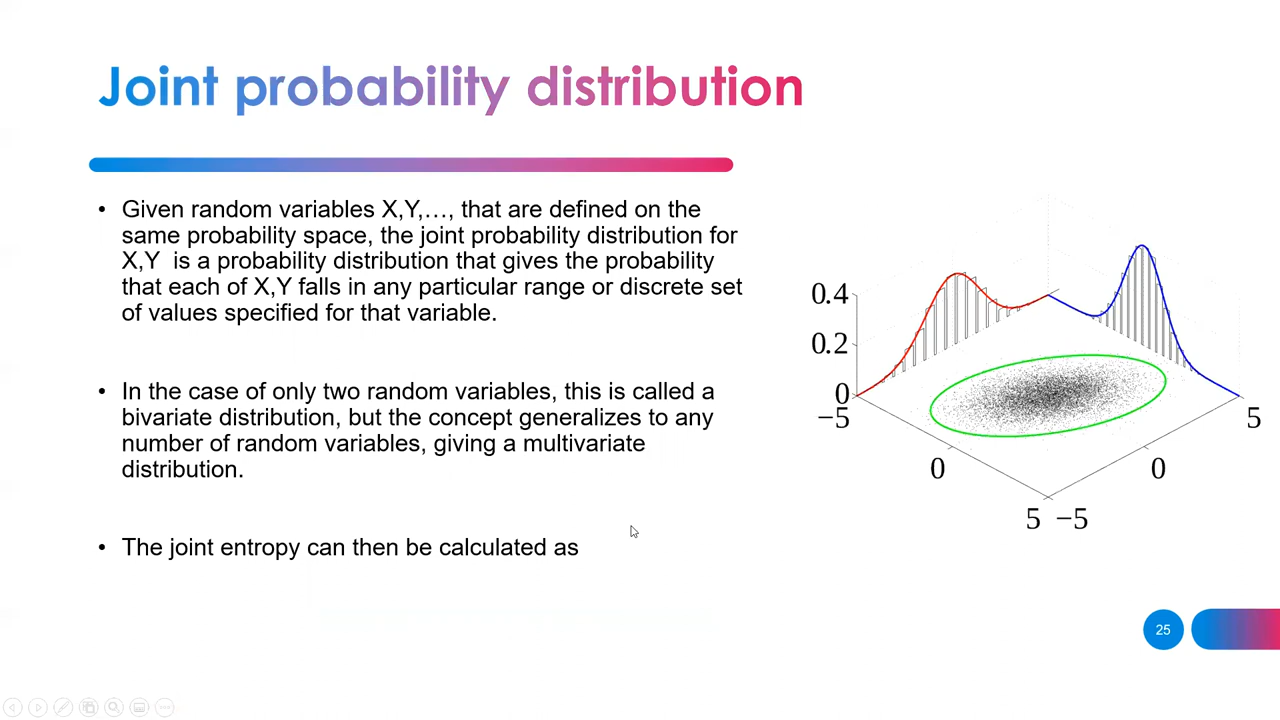 Joint probability distribution
• Given random variables X,Y,…, that are defined on the
same probability space, the joint probability distribution for
X,Y is a probability distribution that gives the probability
that each of X,Y falls in any particular range or discrete set
of values specified for that variable.
• In the case of only two random variables, this is called a
bivariate distribution, but the concept generalizes to any
number of random variables, giving a multivariate
distribution.
• The joint entropy can then be calculated as
0.4
0.2
0
−5
0
5
−5
0
5
25